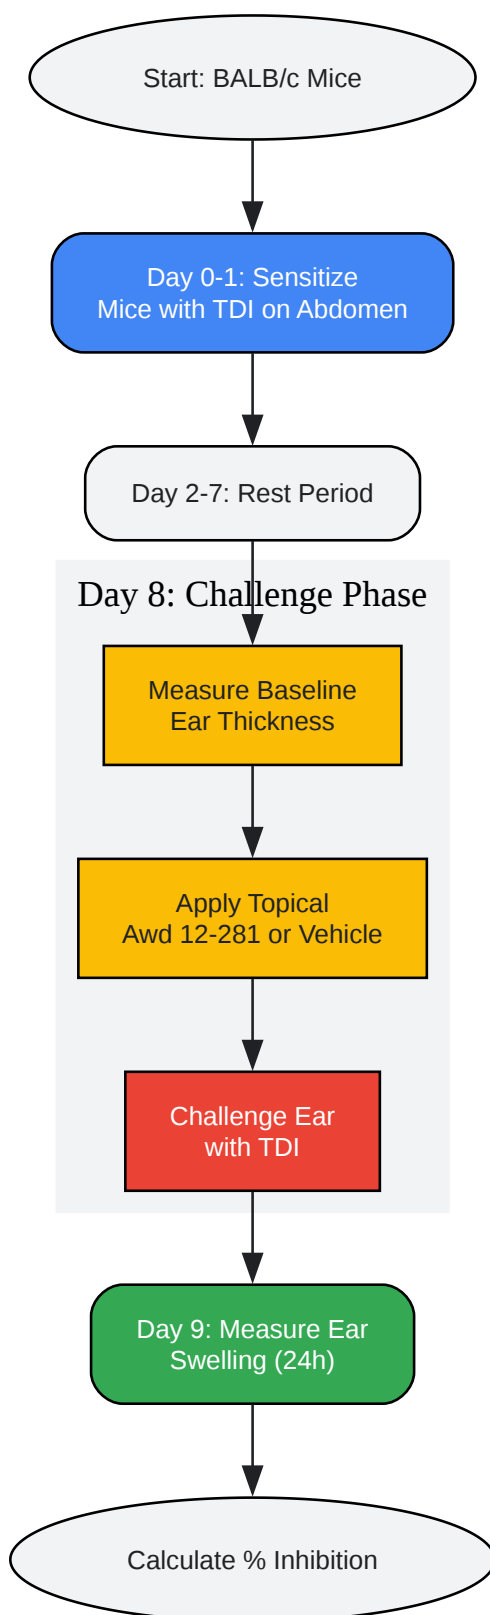 Start: BALB/c Mice
Day 0-1: Sensitize
Mice with TDI on Abdomen
Day 2-7: Rest Period
Day 8: Challenge Phase
Measure Baseline
Ear Thickness
Apply Topical
Awd 12-281 or Vehicle
Challenge Ear
with TDI
Day 9: Measure Ear
Swelling (24h)
Calculate % Inhibition